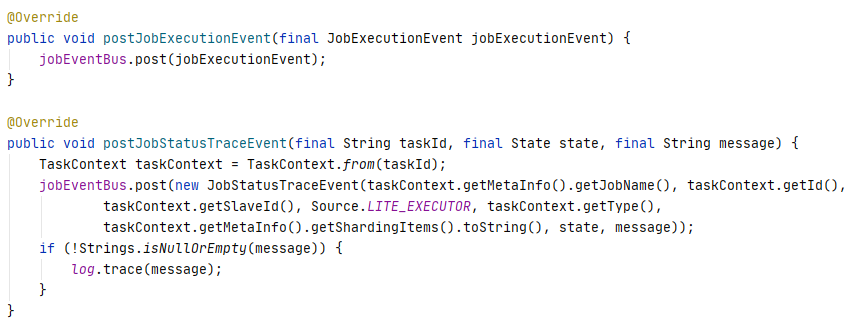 @Override
public void postJobExecutionEvent(final JobExecutionEvent jobExecutionEvent) {
    jobEventBus.post(jobExecutionEvent);
}

@Override
public void postJobStatusTraceEvent(final String taskId, final State state, final String message) {
    TaskContext taskContext = TaskContext.from(taskId);
    jobEventBus.post(new JobStatusTraceEvent(taskContext.getMetaInfo().getJobName(), taskContext.getId(),
            taskContext.getSlaveId(), Source.LITE_EXECUTOR, taskContext.getType(),
            taskContext.getMetaInfo().getShardingItems().toString(), state, message));
    if (!Strings.isNullOrEmpty(message)) {
        log.trace(message);
    }
}